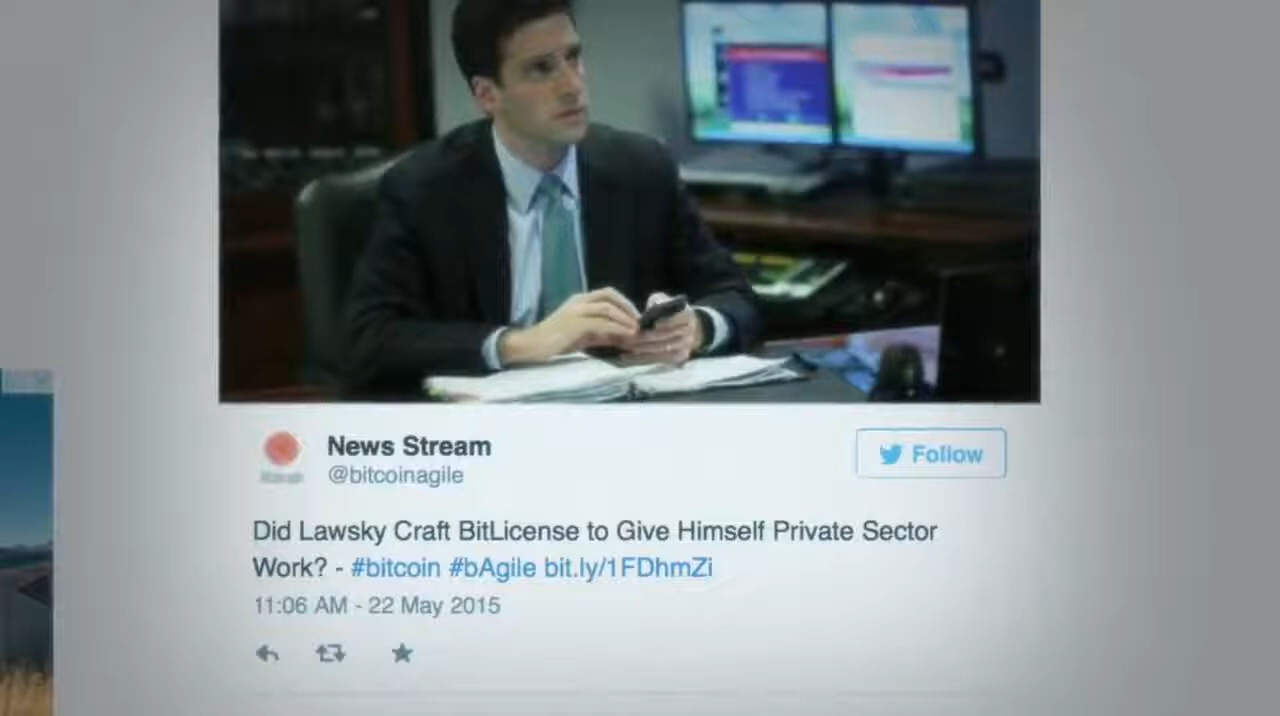 News Stream
Follow
@bitcoinagile
Did Lawsky Craft BitLicense to Give Himself Private Sector
Work? - #bitcoin #bAgile bit.ly/1FDhmZi
11:06 AM - 22 May 2015